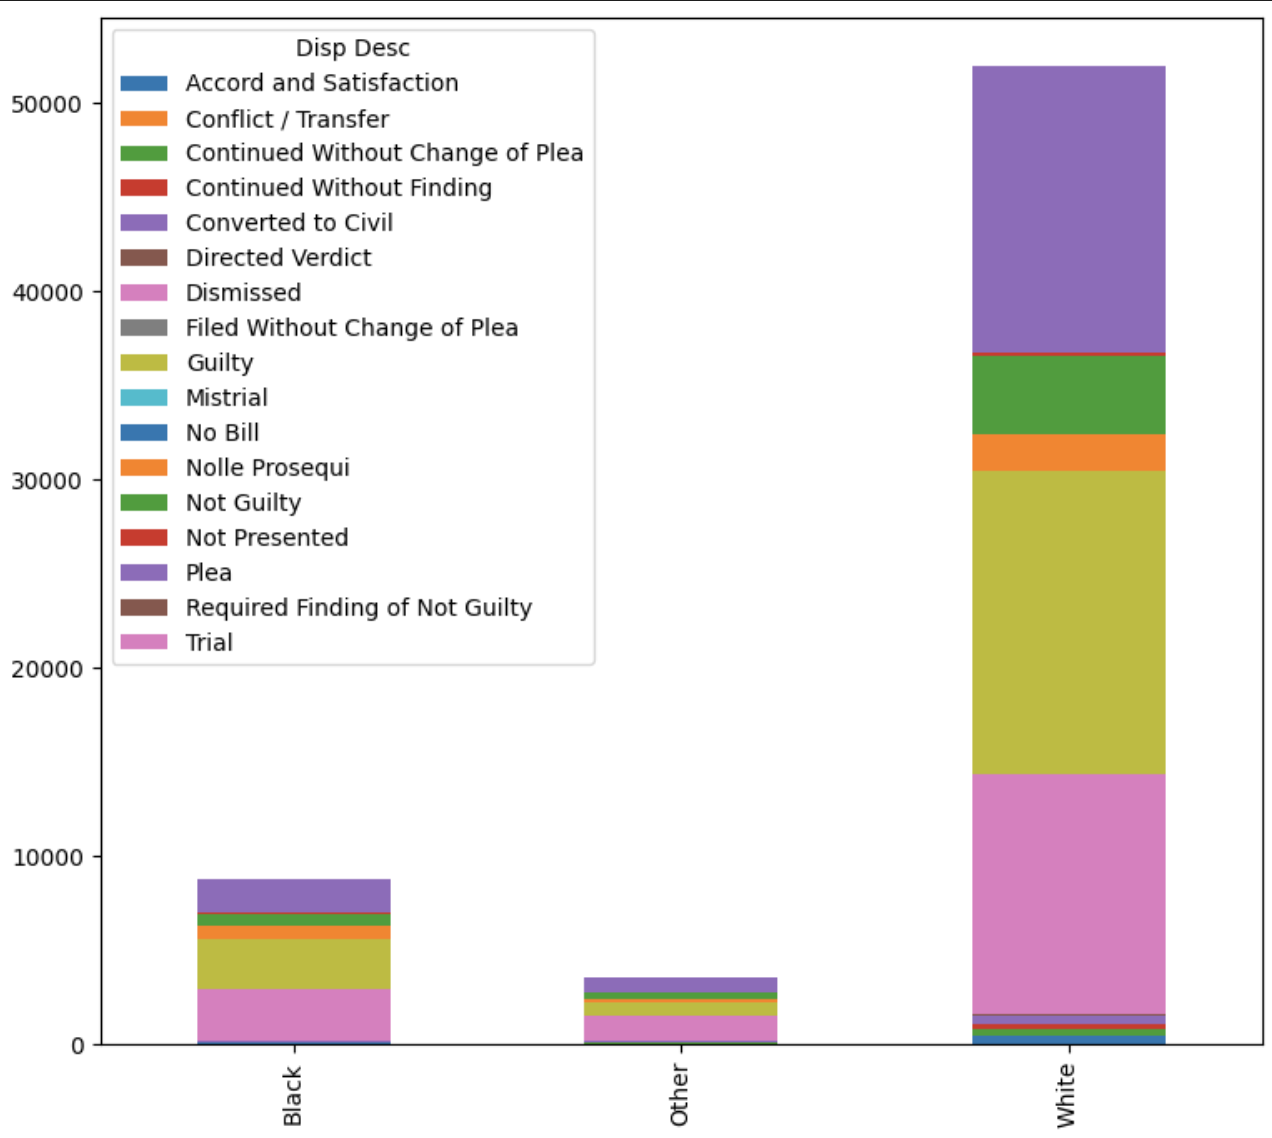 Disp Desc
Accord and Satisfaction
Conflict / Transfer
Continued Without Change of Plea
Continued Without Finding
Converted to Civil
Directed Verdict
Dismissed
Filed Without Change of Plea
Guilty
Mistrial
No Bill
Nolle Prosequi
Not Guilty
Not Presented
Plea
Required Finding of Not Guilty
Trial
50000
40000
30000
20000
10000
0
Black
Other
White